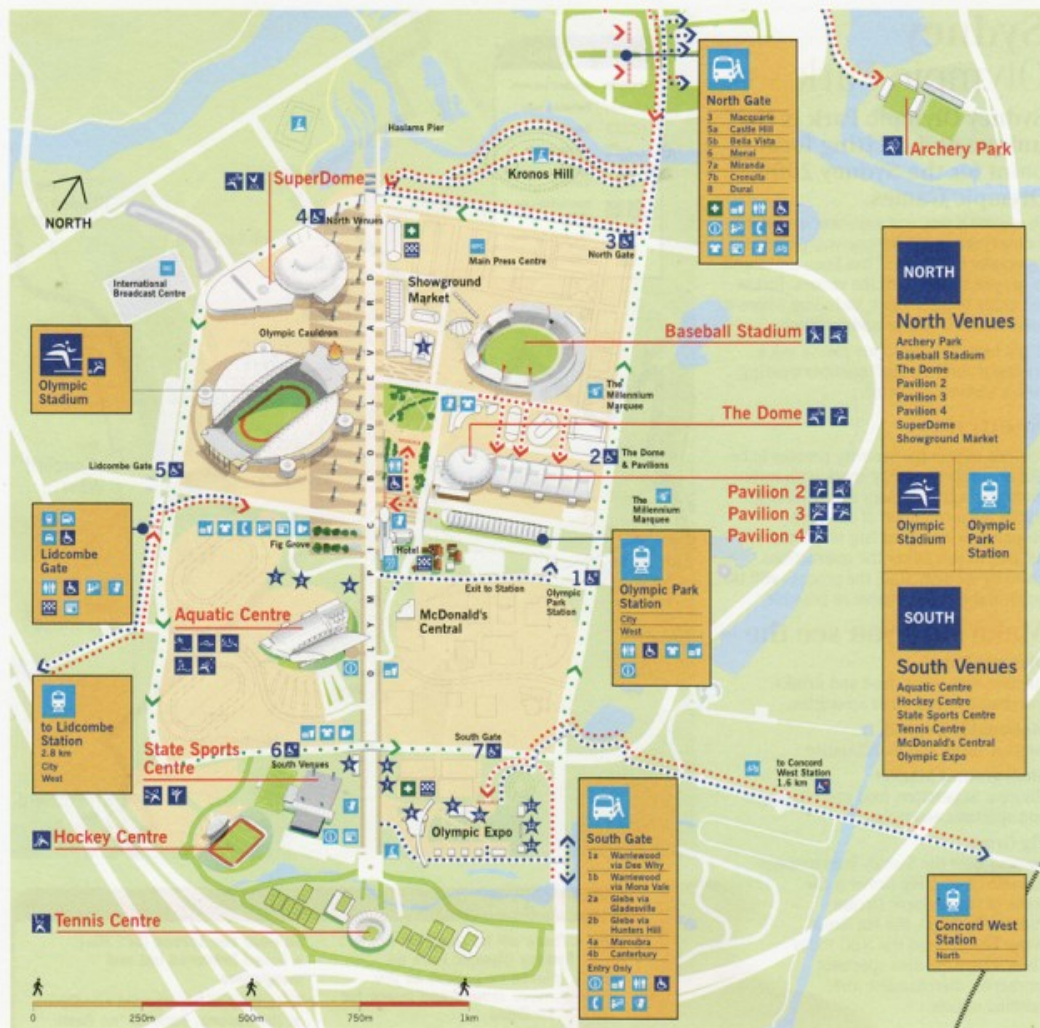 North Gate
3 Macquarie
5a Castle Hill
5b Bella Vista
6 Menai
7a Miranda
7b Cronulla
8 Dural
Archery Park
Haslams Pier
Kronos Hill
SuperDome
NORTH
4 North Venues
3
North Gate
Main Press Centre
International
Broadcast Centre
Showground
Market
Olympic Cauldron
Baseball Stadium
Olympic
Stadium
The
Millennium
Marquee
The Dome
OLYMPIC BOULEVARD
Lidcombe Gate
5
2
The Dome
& Pavilions
Pavilion 2
Pavilion 3
Pavilion 4
The
Millennium
Marquee
Lidcombe
Gate
Fig Grove
Hotel
Exit to Station
1
Olympic
Park
Station
Olympic Park
Station
City
West
Aquatic Centre
McDonald's
Central
to Lidcombe
Station
2.8 km
City
West
State Sports
Centre
6
South Venues
South Gate
7
to Concord
West Station
1.6 km
Olympic Expo
Hockey Centre
Tennis Centre
South Gate
1a Warriewood
via Dee Why
1b Warriewood
via Mona Vale
2a Glebe via
Gladesville
2b Glebe via
Hunters Hill
4a Maroubra
4b Canterbury
Entry Only
Concord West
Station
North
NORTH
North Venues
Archery Park
Baseball Stadium
The Dome
Pavilion 2
Pavilion 3
Pavilion 4
SuperDome
Showground Market
Olympic
Stadium
Olympic
Park
Station
SOUTH
South Venues
Aquatic Centre
Hockey Centre
State Sports Centre
Tennis Centre
McDonald's Central
Olympic Expo
0 250m 500m 750m 1km